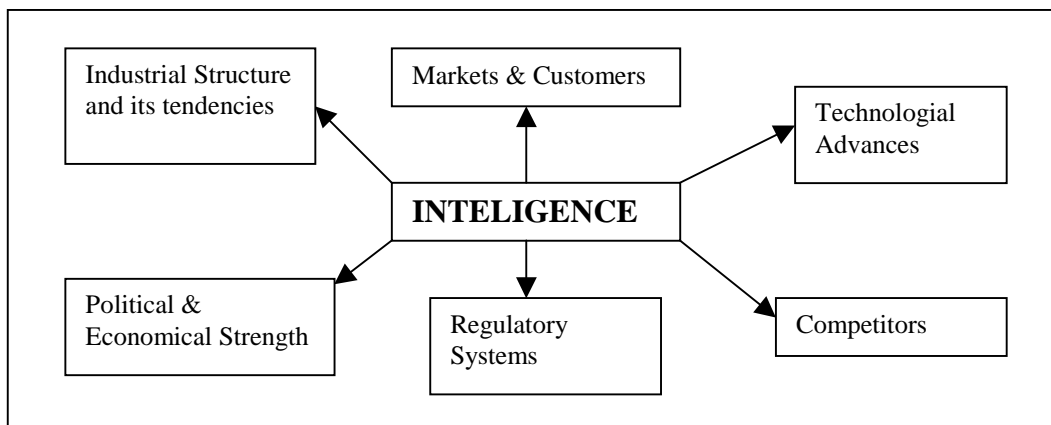 Industrial Structure
and its tendencies
Markets & Customers
Technologial
Advances
INTELIGENCE
Political &
Economical Strength
Regulatory
Systems
Competitors